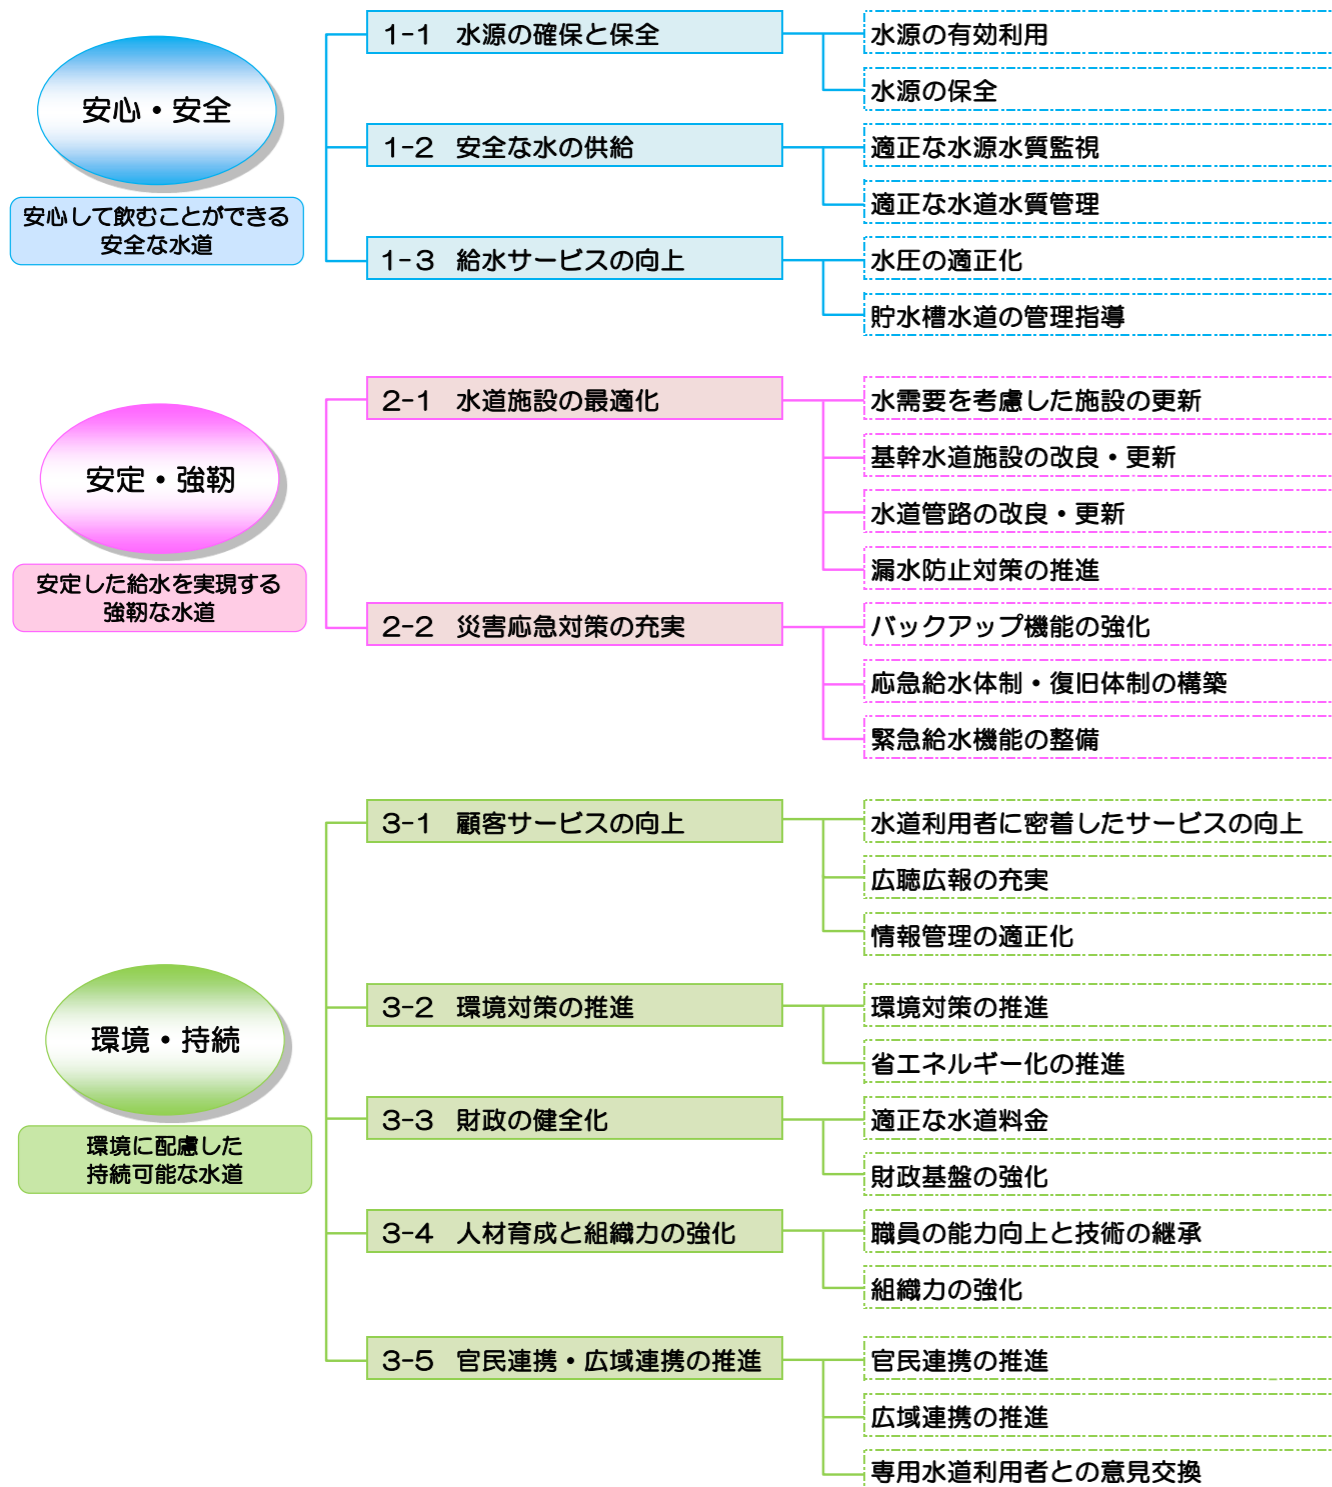 安心・安全
安心して飲むことができる
安全な水道
1-1 水源の確保と保全
水源の有効利用
水源の保全
1-2 安全な水の供給
適正な水源水質監視
適正な水道水質管理
1-3 給水サービスの向上
水圧の適正化
貯水槽水道の管理指導
安定・強靭
安定した給水を実現する
強靭な水道
2-1 水道施設の最適化
水需要を考慮した施設の更新
基幹水道施設の改良・更新
水道管路の改良・更新
漏水防止対策の推進
2-2 災害応急対策の充実
バックアップ機能の強化
応急給水体制・復旧体制の構築
緊急給水機能の整備
環境・持続
環境に配慮した
持続可能な水道
3-1 顧客サービスの向上
水道利用者に密着したサービスの向上
広聴広報の充実
情報管理の適正化
3-2 環境対策の推進
環境対策の推進
省エネルギー化の推進
3-3 財政の健全化
適正な水道料金
財政基盤の強化
3-4 人材育成と組織力の強化
職員の能力向上と技術の継承
組織力の強化
3-5 官民連携・広域連携の推進
官民連携の推進
広域連携の推進
専用水道利用者との意見交換